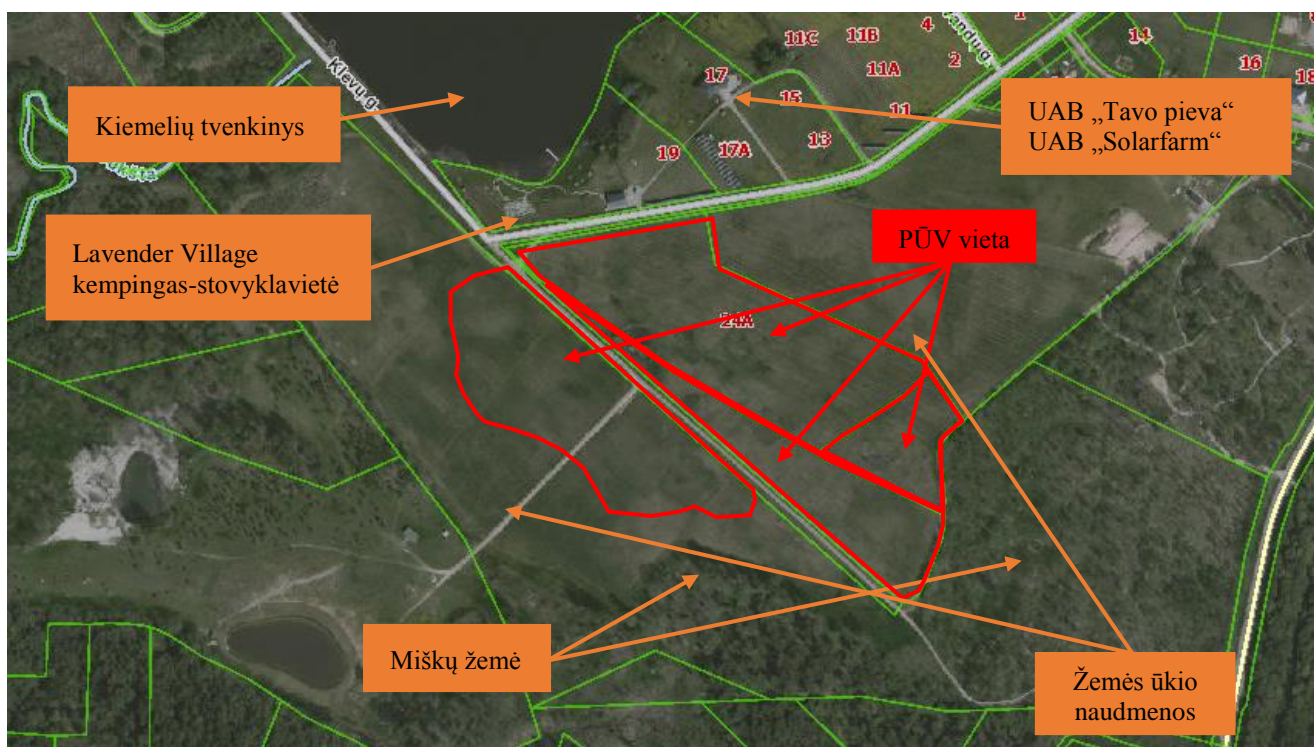 Klevų g.
Kiemelių tvenkinys
Ūksta
11C
11B
4
1
14
17
11A
2
16
18
15
11
19
17A
13
UAB „Tavo pieva“
UAB „Solarfarm“
Lavender Village
kempingas-stovyklavietė
PŪV vieta
24A
Miškų žemė
Žemės ūkio
naudmenos